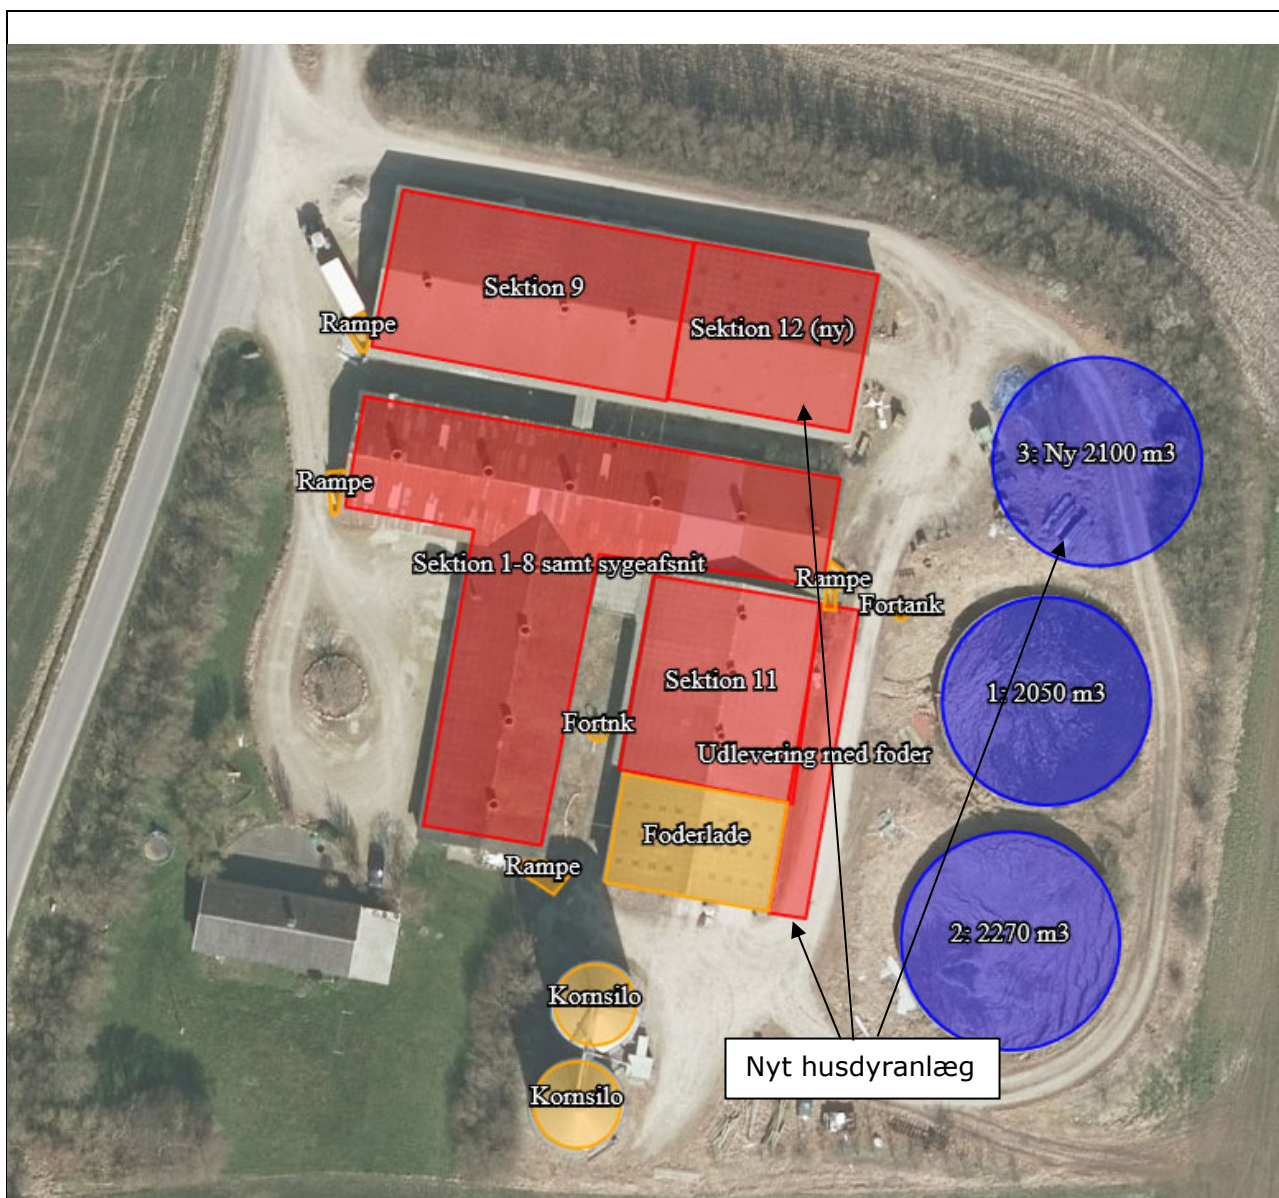 Sektion 9
Rampe
Sektion 12 (ny)
3: Ny 2100 m3
Rampe
Sektion 1-8 samt sygeafsnit
Rampe
Fortank
Sektion 11
1: 2050 m3
Fortnk
Udlevering med foder
Foderlade
Rampe
2: 2270 m3
Kornsilo
Nyt husdyranlæg
Kornsilo